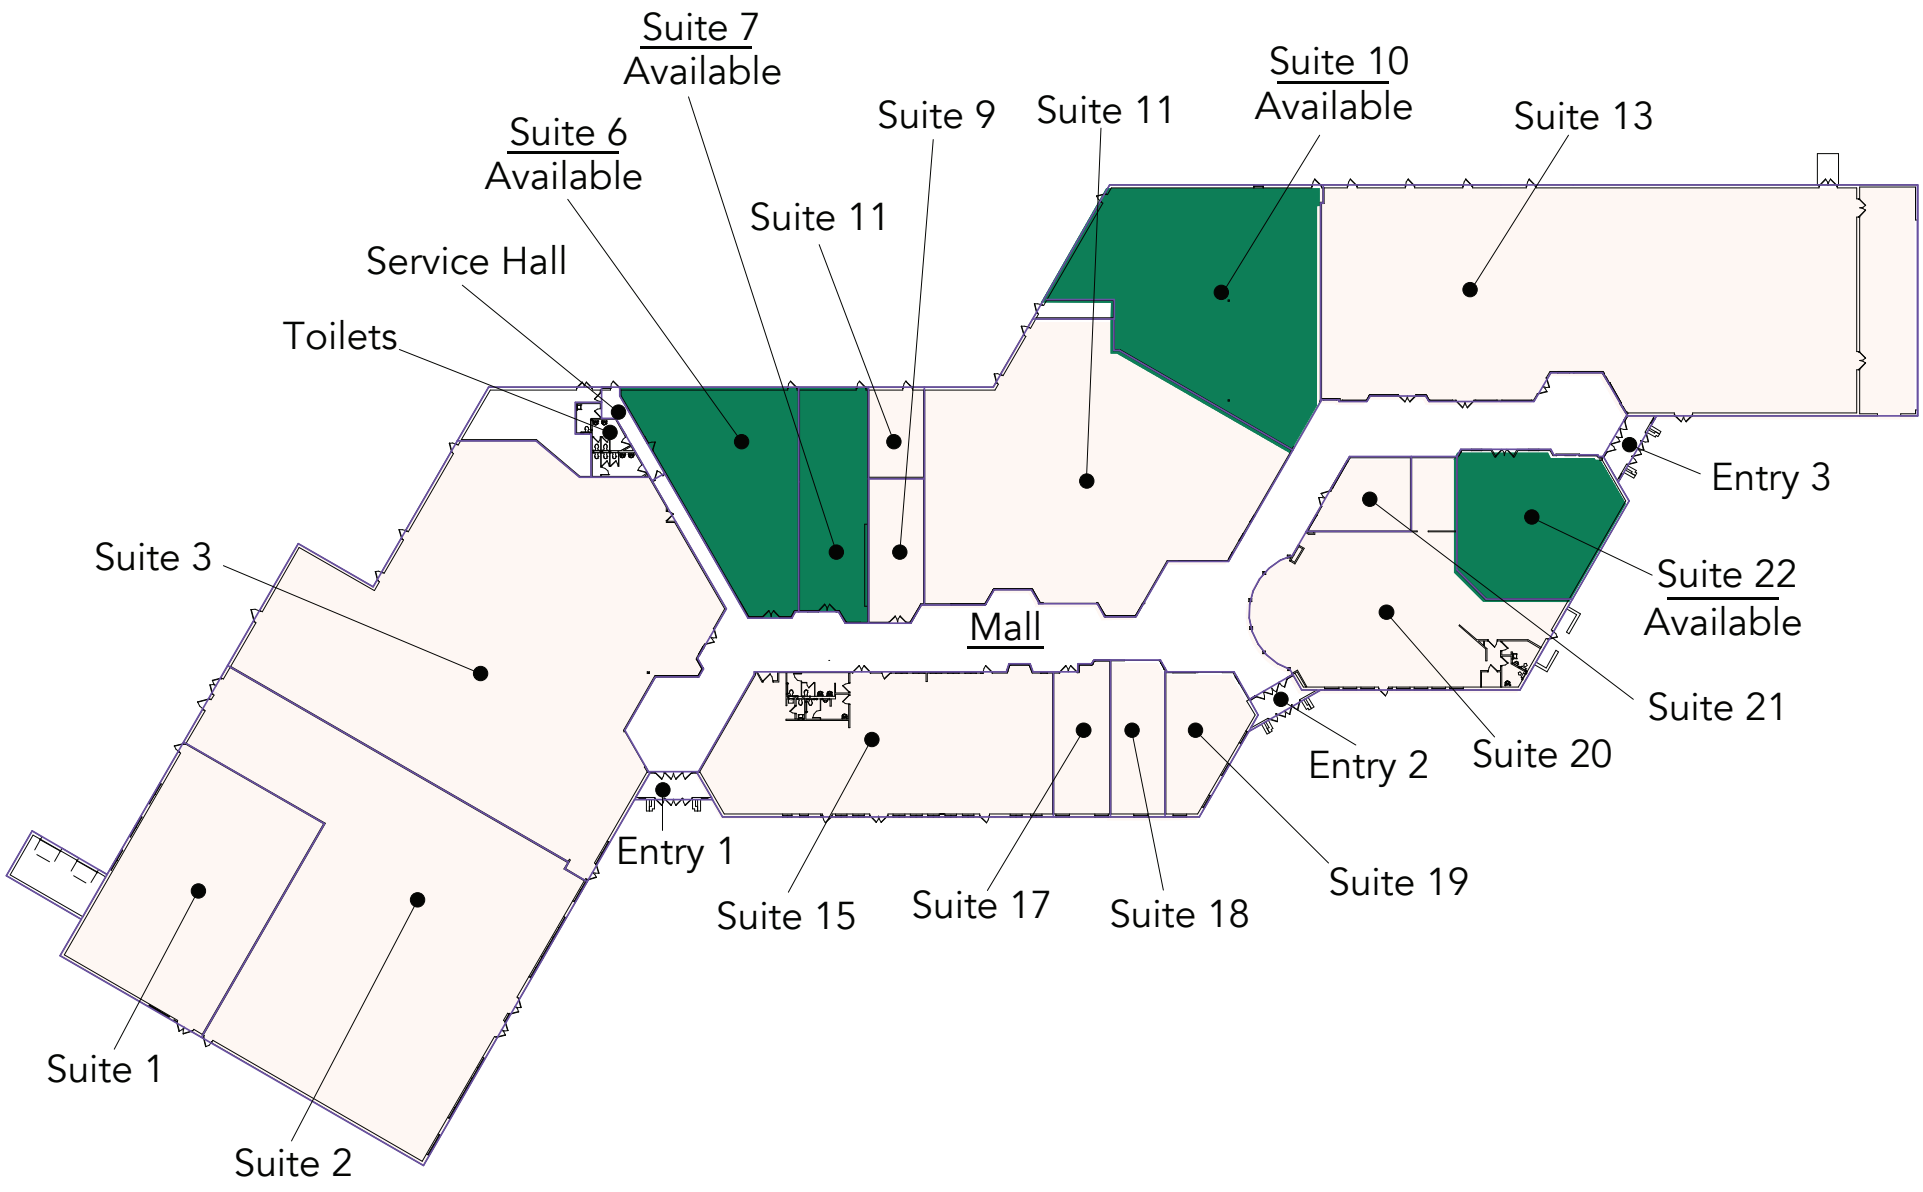 Suite 7
Available
Suite 10
Available
Suite 9
Suite 11
Suite 13
Suite 6
Available
Suite 11
Service Hall
Toilets
Entry 3
Suite 3
Suite 22
Available
Mall
Suite 21
Suite 20
Entry 2
Entry 1
Suite 19
Suite 17
Suite 18
Suite 15
Suite 1
Suite 2